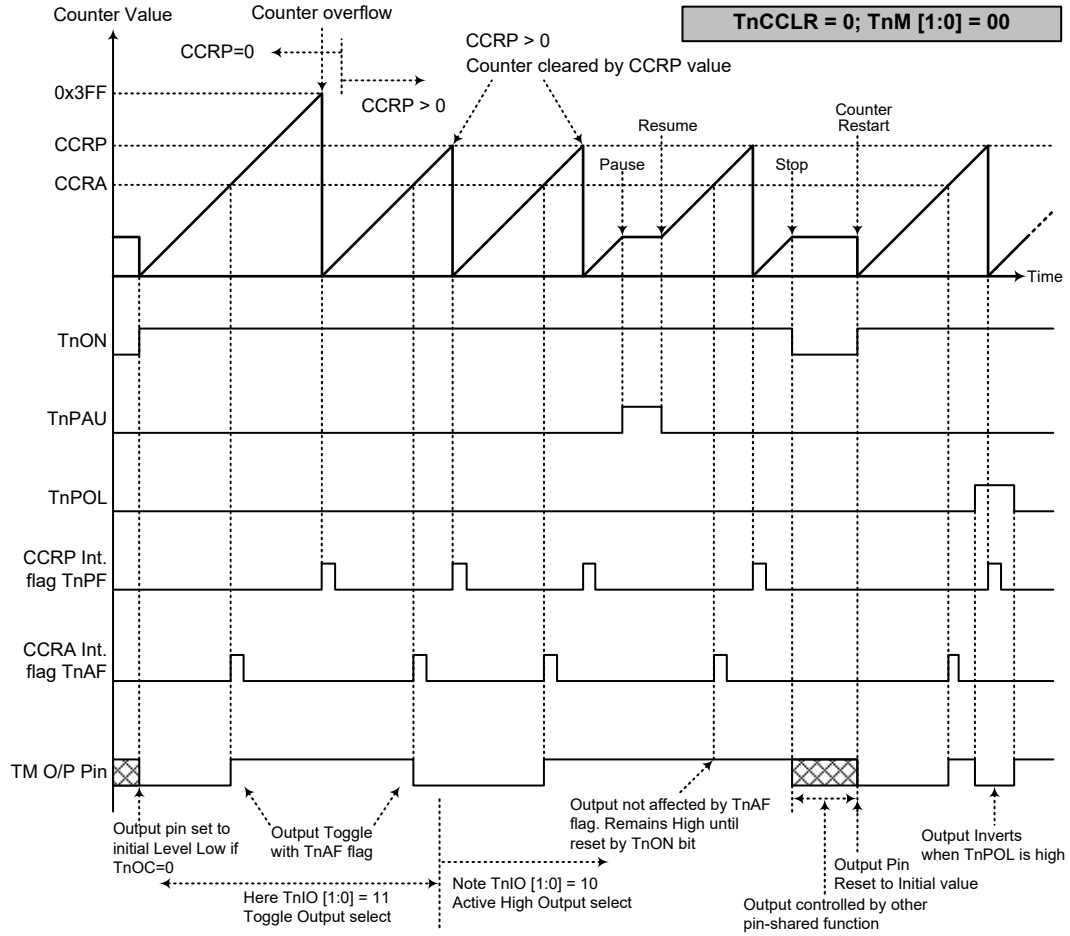 Counter Value
Counter overflow
TnCCLR = 0; TnM [1:0] = 00
CCRP=0
CCRP > 0
Counter cleared by CCRP value
CCRP > 0
0x3FF
CCRP
CCRA
Pause
Resume
Stop
Counter
Restart
Time
TnON
TnPAU
TnPOL
CCRP Int.
flag TnPF
CCRA Int.
flag TnAF
TM O/P Pin
Output pin set to
initial Level Low if
TnOC=0
Output Toggle
with TnAF flag
Output not affected by TnAF
flag. Remains High until
reset by TnON bit
Output Inverts
when TnPOL is high
Output Pin
Reset to Initial value
Here TnIO [1:0] = 11
Toggle Output select
Note TnIO [1:0] = 10
Active High Output select
Output controlled by other
pin-shared function